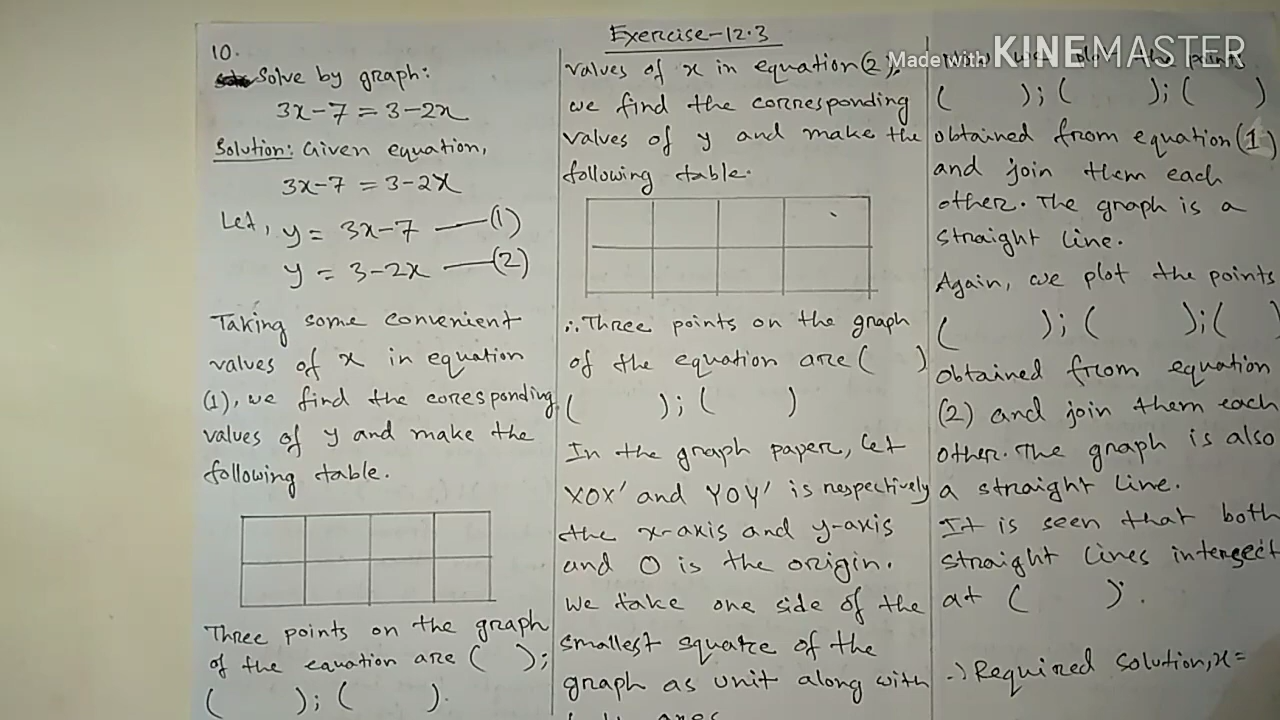 Exercise-12.3
10.
Solve by graph:
3x-7=3-2x
Solution: Given equation,
3x-7=3-2x
Let, y= 3x-7 —(1)
y= 3-2x —(2)
Taking some convenient
values of x in equation
(1), we find the corresponding
values of y and make the
following table.
Three points on the graph
of the equation are ( );
( ); ( ).
values of x in equation (2),
we find the corresponding
values of y and make the
following table.
∴ Three points on the graph
of the equation are ( )
( ); ( )
In the graph paper, Let
XOX' and YOY' is respectively
the x-axis and y-axis
and O is the origin.
We take one side of the
smallest square of the
graph as unit along with
Made With KINEMASTER
we plot the points
( ); ( ); ( )
obtained from equation (1)
and join them each
other. The graph is a
straight line.
Again, we plot the points
( ); ( ); ( )
obtained from equation
(2) and join them each
other. The graph is also
a straight line.
It is seen that both
straight lines intersect
at ( ).
∴ Required solution, x=